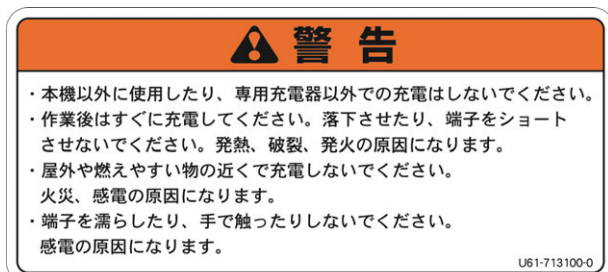 警告
・本機以外に使用したり、専用充電器以外での充電はしないでください。
・作業後はすぐに充電してください。落下させたり、端子をショート
させないでください。発熱、破裂、発火の原因になります。
・屋外や燃えやすい物の近くで充電しないでください。
火災、感電の原因になります。
・端子を濡らしたり、手で触ったりしないでください。
感電の原因になります。
U61-713100-0